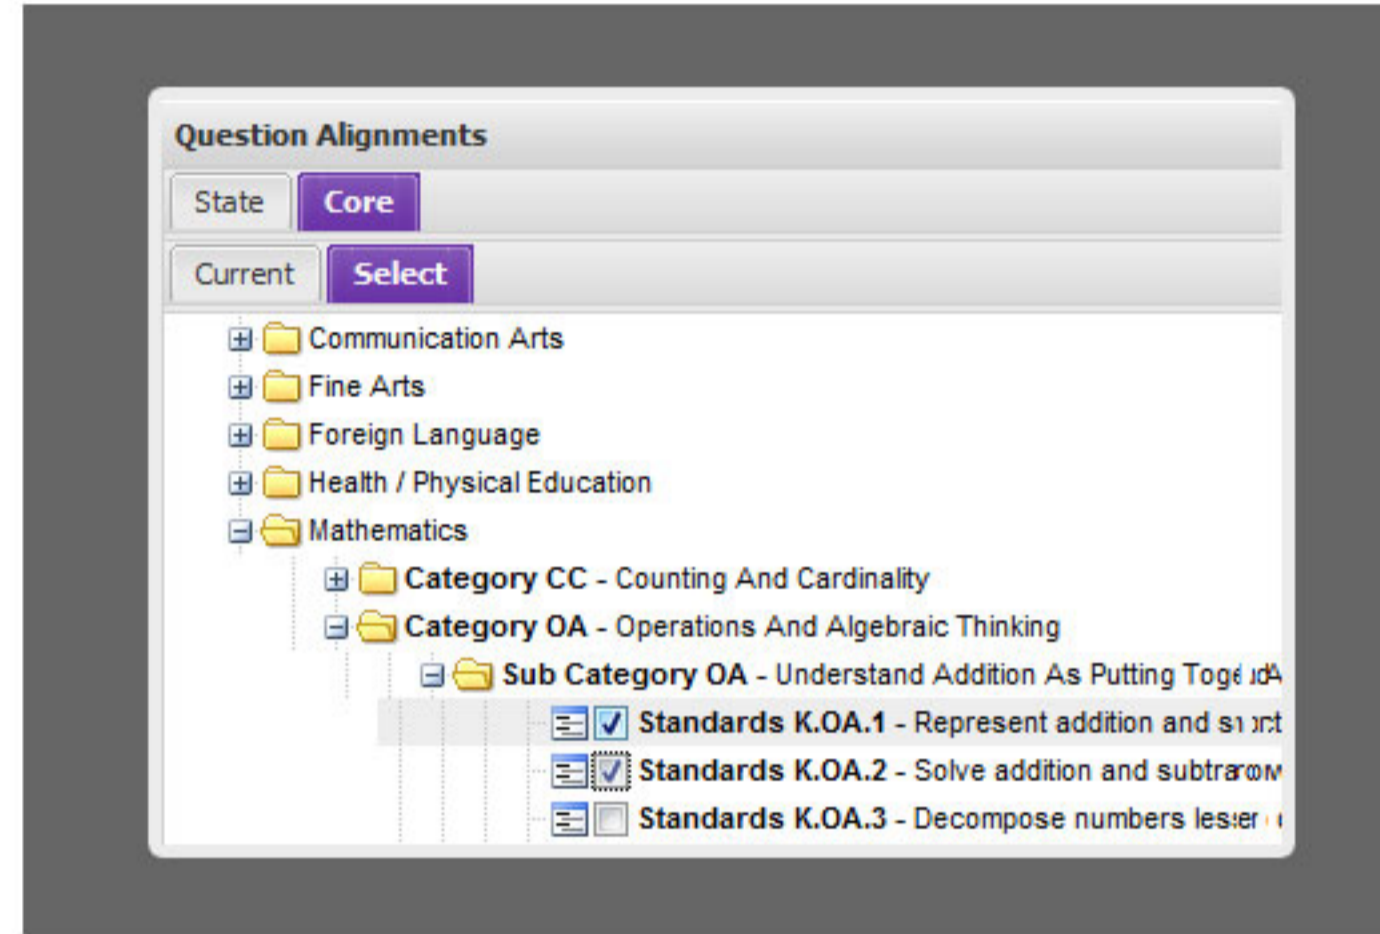 Question Alignments
State Core
Current Select
Communication Arts
Fine Arts
Foreign Language
Health / Physical Education
Mathematics
Category CC - Counting And Cardinality
Category OA - Operations And Algebraic Thinking
Sub Category OA - Understand Addition As Putting
Standards K.OA.1 - Represent addition and
Standards K.OA.2 - Solve addition and
Standards K.OA.3 - Decompose numbers